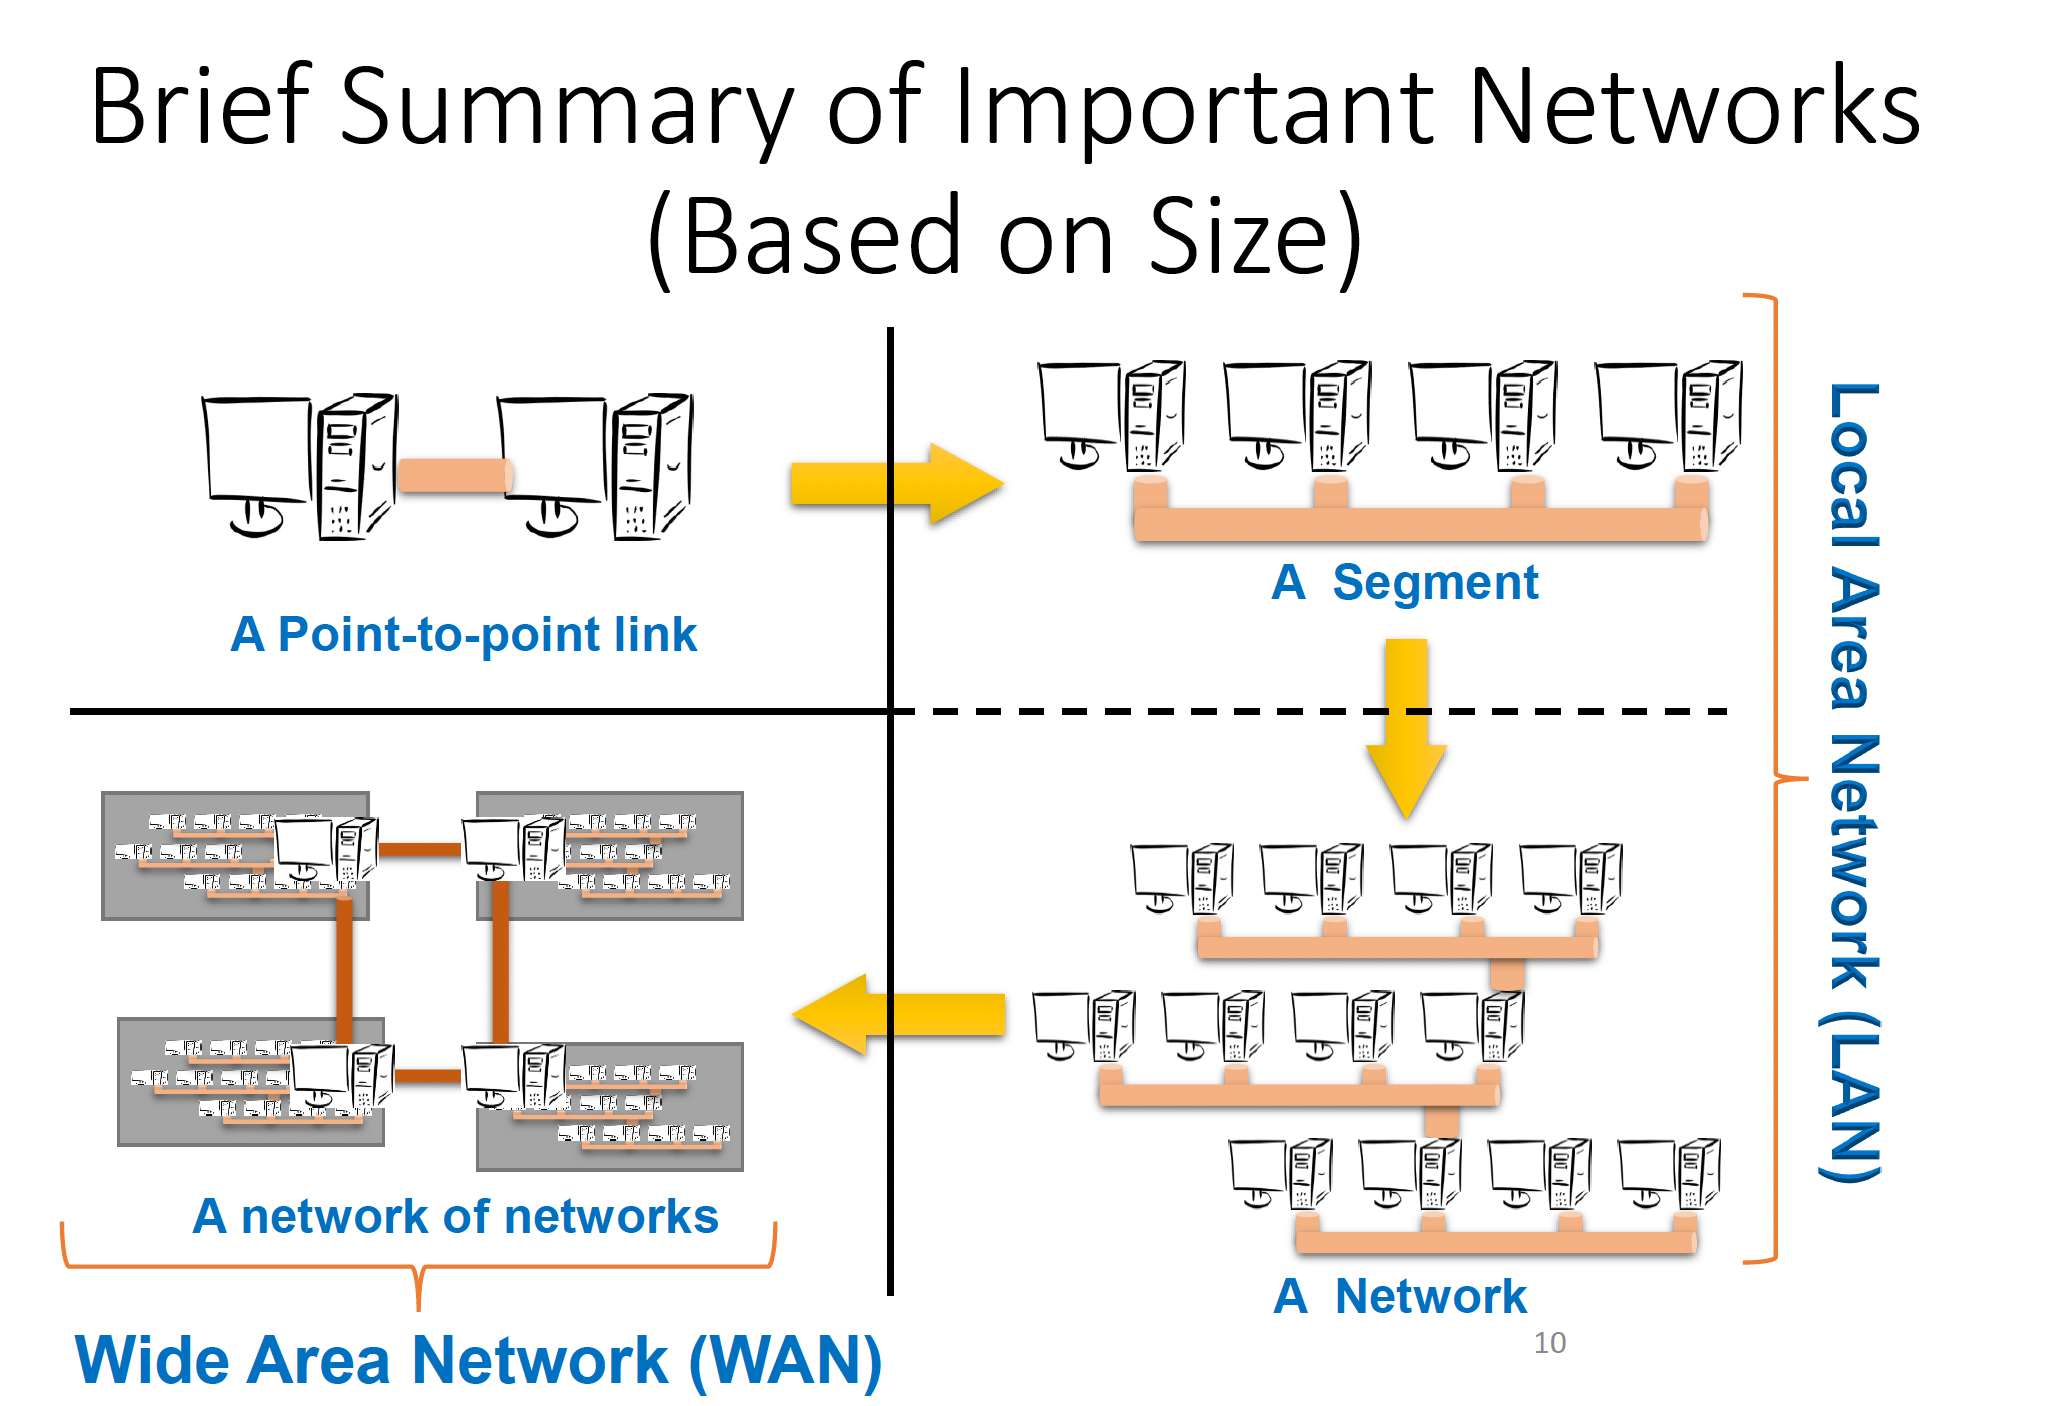 Brief Summary of Important Networks
(Based on Size)
A Point-to-point link
A Segment
Local Area Network (LAN)
A network of networks
Wide Area Network (WAN)
A Network
10